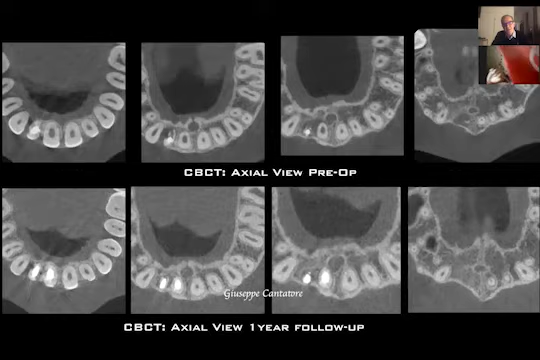 CBCT: Axial View Pre-Op
Giuseppe Cantatore
CBCT: Axial View 1year follow-up